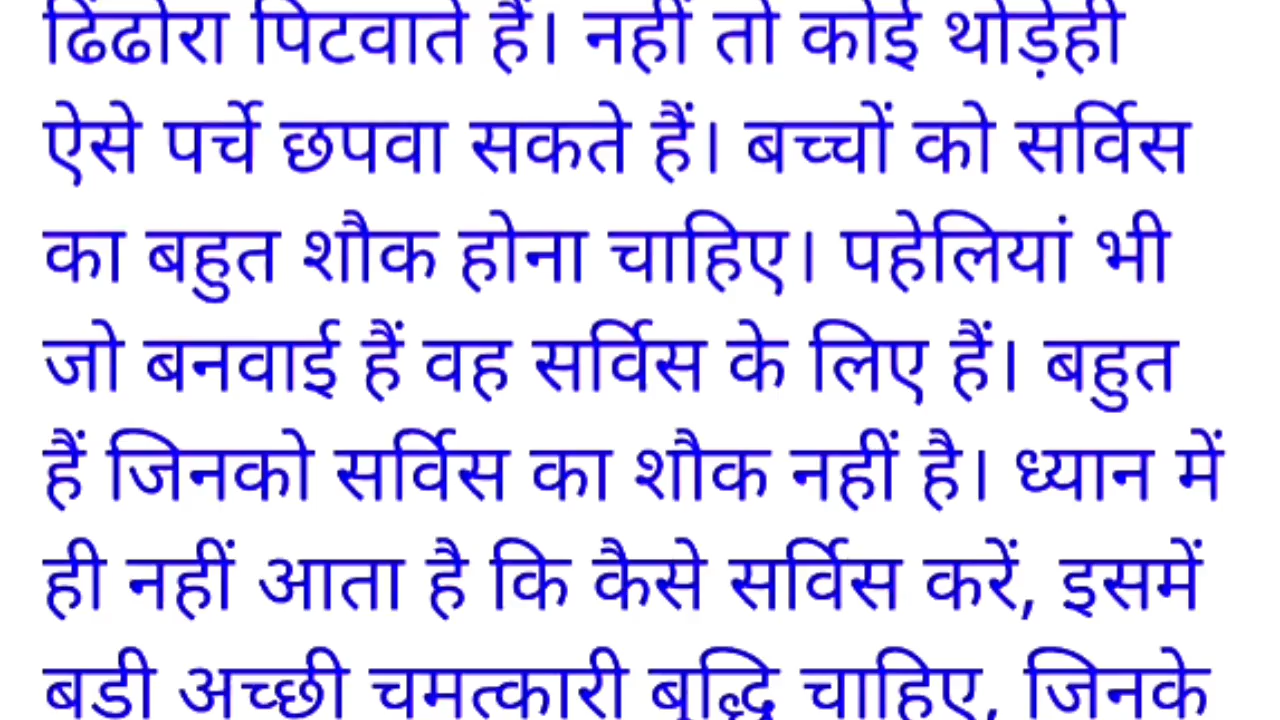 ढिंढोरा पिटवाते हैं। नहीं तो कोई थोड़ेही
ऐसे पर्चे छपवा सकते हैं। बच्चों को सर्विस
का बहुत शौक होना चाहिए। पहेलियां भी
जो बनवाई हैं वह सर्विस के लिए हैं। बहुत
हैं जिनको सर्विस का शौक नहीं है। ध्यान में
ही नहीं आता है कि कैसे सर्विस करें, इसमें
बड़ी अच्छी चमत्कारी बुद्धि चाहिए, जिनके